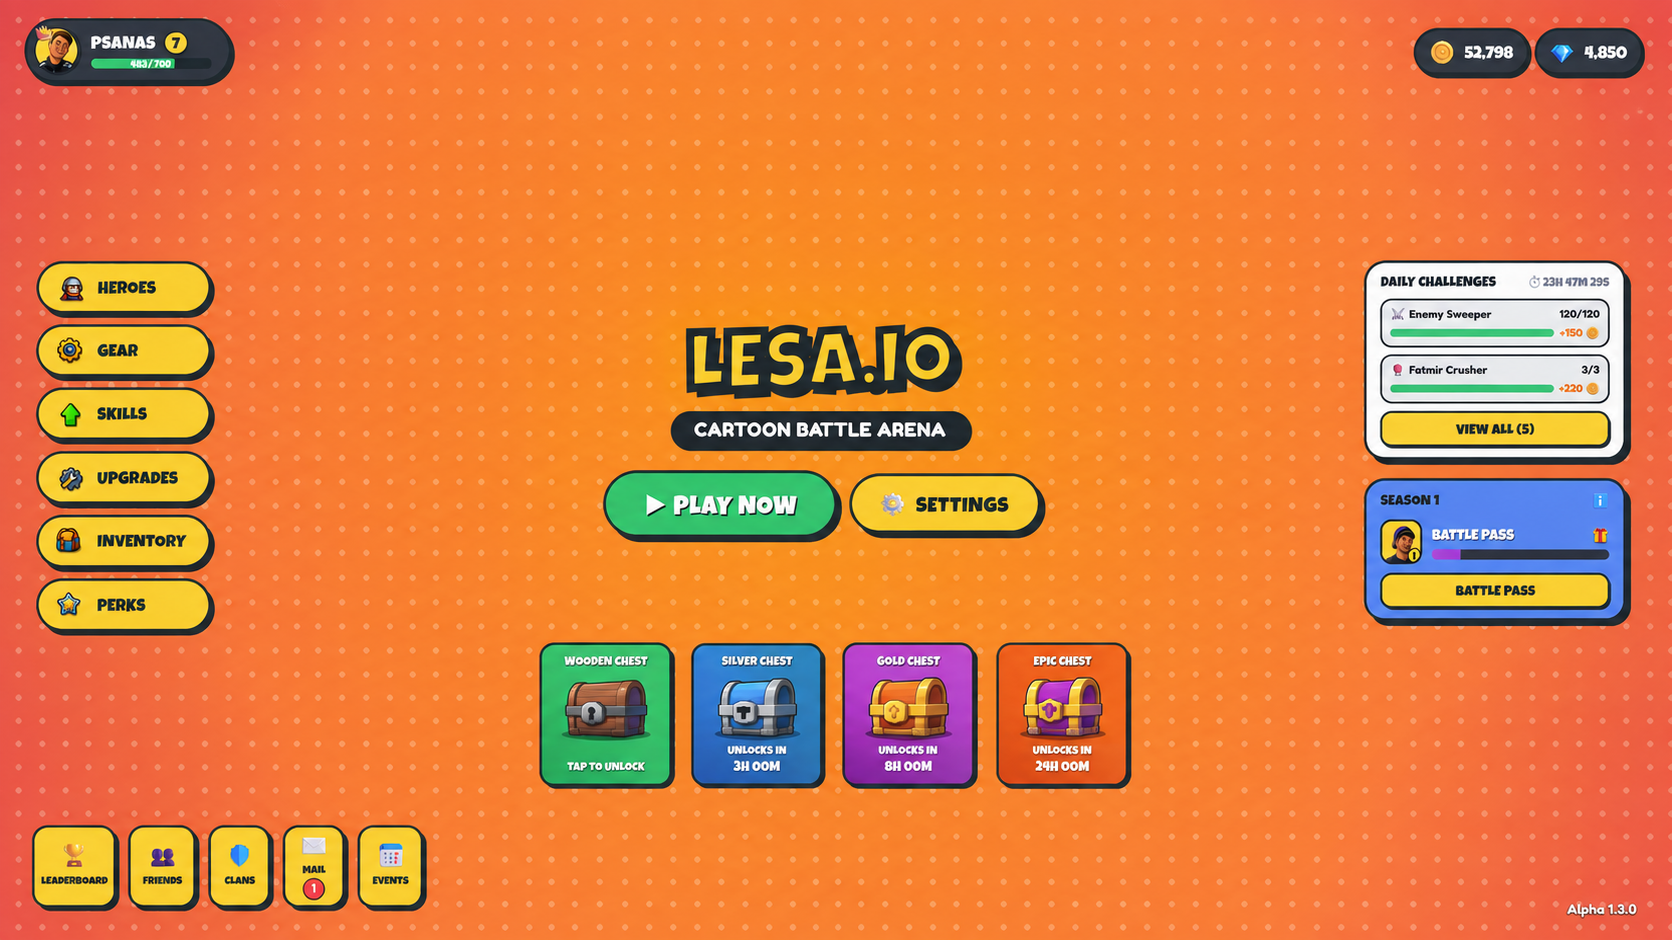 PSANAS 7
483/700
52,798
4,850
HEROES
GEAR
SKILLS
UPGRADES
INVENTORY
PERKS
LESA.IO
CARTOON BATTLE ARENA
PLAY NOW
SETTINGS
DAILY CHALLENGES 23H 47M 29S
Enemy Sweeper 120/120
+150
Fatmir Crusher 3/3
+220
VIEW ALL (5)
SEASON 1
BATTLE PASS
BATTLE PASS
WOODEN CHEST
TAP TO UNLOCK
SILVER CHEST
UNLOCKS IN
3H 00M
GOLD CHEST
UNLOCKS IN
8H 00M
EPIC CHEST
UNLOCKS IN
24H 00M
LEADERBOARD
FRIENDS
CLANS
MAIL
1
EVENTS
Alpha 1.3.0